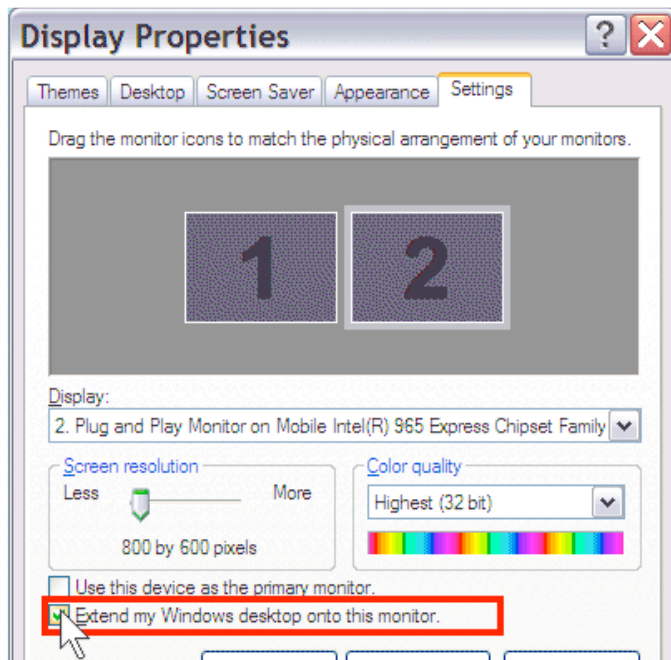 Display Properties
Themes Desktop Screen Saver Appearance Settings
Drag the monitor icons to match the physical arrangement of your monitors.
1 2
Display:
2. Plug and Play Monitor on Mobile Intel(R) 965 Express Chipset Family
Screen resolution Color quality
Less More
Highest (32 bit)
800 by 600 pixels
Use this device as the primary monitor.
Extend my Windows desktop onto this monitor.